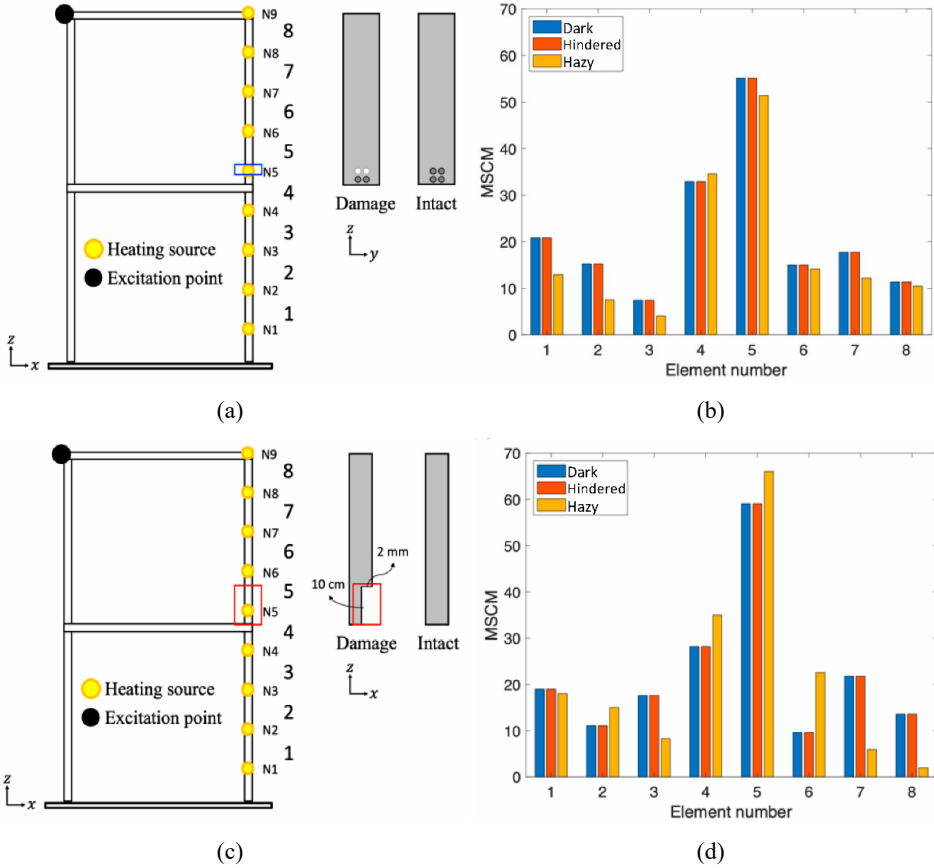 N9
8
N8
7
N7
6
N6
5
N5
4
N4
3
N3
2
N2
1
N1
Heating source
Excitation point
z
x
Damage
Intact
z
y
(a)
70
60
50
40
30
20
10
0
MSCM
Dark
Hindered
Hazy
1 2 3 4 5 6 7 8
Element number
(b)
N9
8
N8
7
N7
6
N6
5
N5
4
N4
3
N3
2
N2
1
N1
Heating source
Excitation point
z
x
2 mm
10 cm
Damage
Intact
z
x
(c)
70
60
50
40
30
20
10
0
MSCM
Dark
Hindered
Hazy
1 2 3 4 5 6 7 8
Element number
(d)